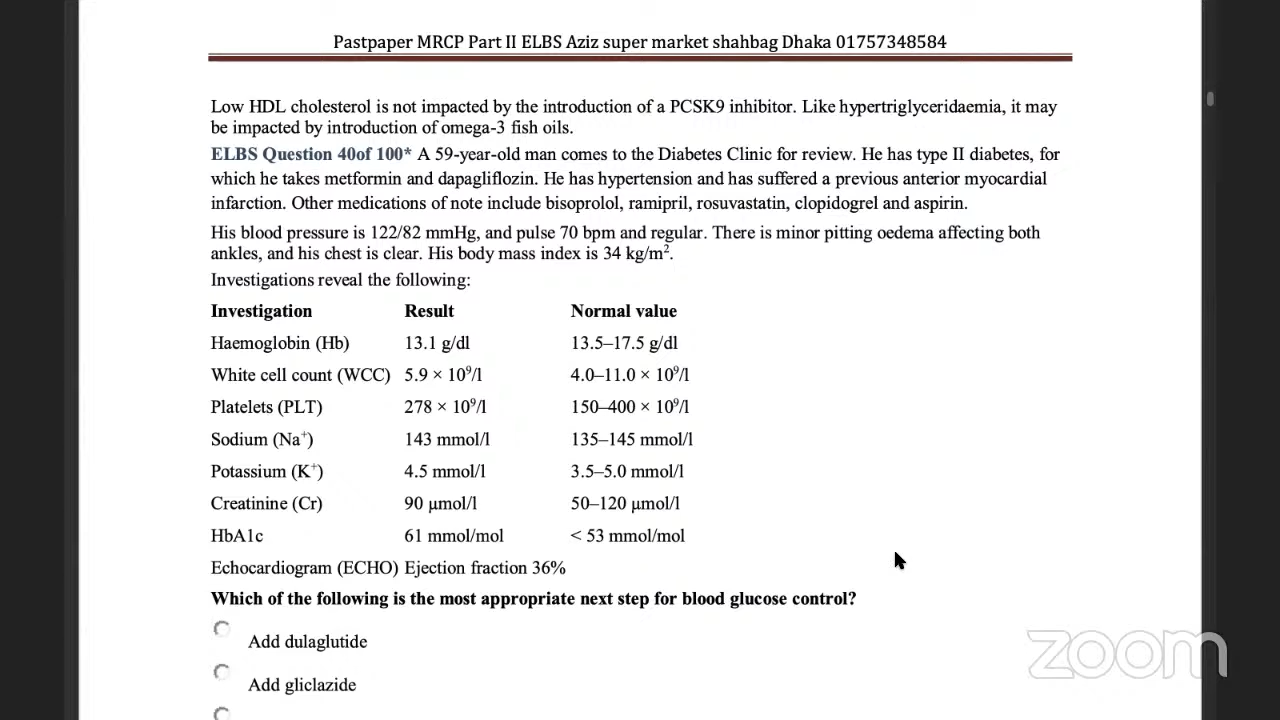 Pastpaper MRCP Part II ELBS Aziz super market shahbag Dhaka 01757348584
Low HDL cholesterol is not impacted by the introduction of a PCSK9 inhibitor. Like hypertriglyceridaemia, it may
be impacted by introduction of omega-3 fish oils.
ELBS Question 40of 100* A 59-year-old man comes to the Diabetes Clinic for review. He has type II diabetes, for
which he takes metformin and dapagliflozin. He has hypertension and has suffered a previous anterior myocardial
infarction. Other medications of note include bisoprolol, ramipril, rosuvastatin, clopidogrel and aspirin.
His blood pressure is 122/82 mmHg, and pulse 70 bpm and regular. There is minor pitting oedema affecting both
ankles, and his chest is clear. His body mass index is 34 kg/m².
Investigations reveal the following:
Investigation Result Normal value
Haemoglobin (Hb) 13.1 g/dl 13.5–17.5 g/dl
White cell count (WCC) 5.9 × 10⁹/l 4.0–11.0 × 10⁹/l
Platelets (PLT) 278 × 10⁹/l 150–400 × 10⁹/l
Sodium (Na⁺) 143 mmol/l 135–145 mmol/l
Potassium (K⁺) 4.5 mmol/l 3.5–5.0 mmol/l
Creatinine (Cr) 90 µmol/l 50–120 µmol/l
HbA1c 61 mmol/mol < 53 mmol/mol
Echocardiogram (ECHO) Ejection fraction 36%
Which of the following is the most appropriate next step for blood glucose control?
Add dulaglutide
Add gliclazide
zoom